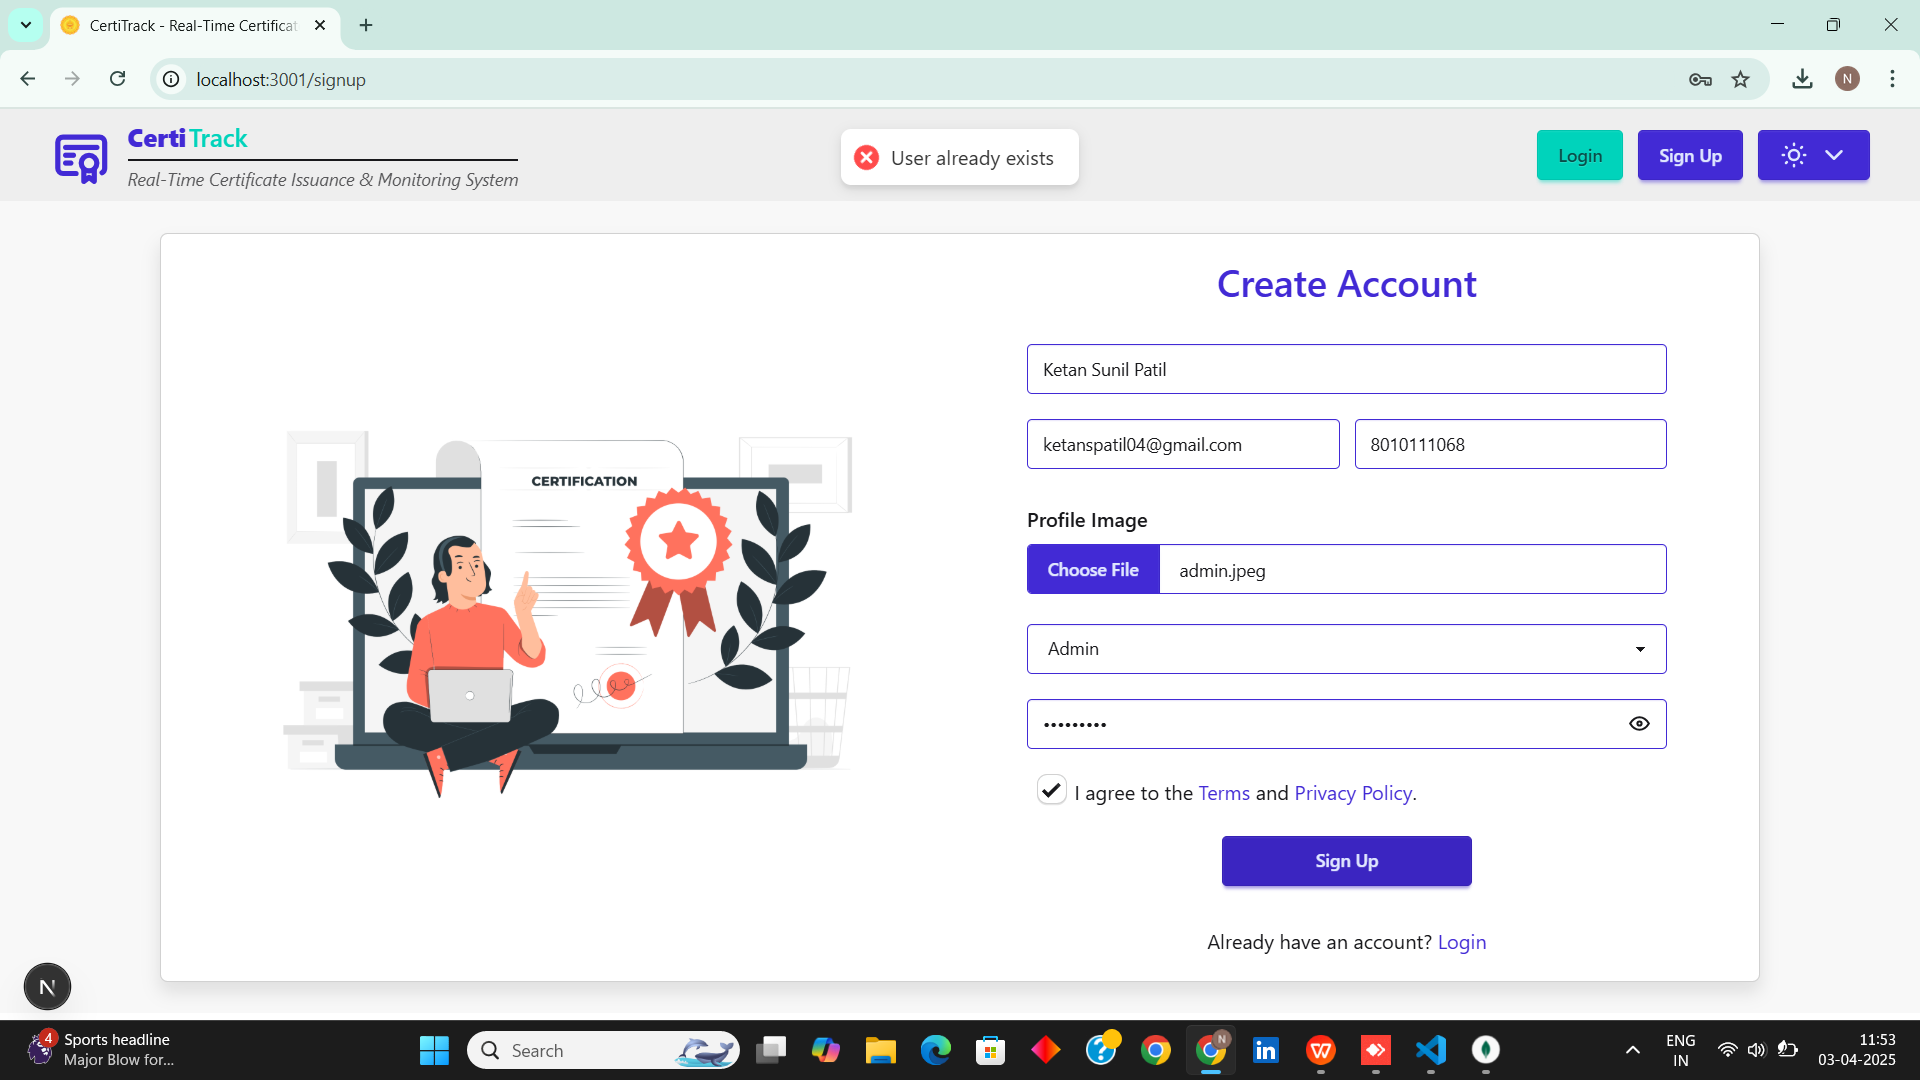 CertiTrack - Real-Time Certificat
localhost:3001/signup
N
CertiTrack
Real-Time Certificate Issuance & Monitoring System
User already exists
Login
Sign Up
Create Account
Ketan Sunil Patil
ketanspatil04@gmail.com
8010111068
CERTIFICATION
Profile Image
Choose File
admin.jpeg
Admin
•••••••••
I agree to the Terms and Privacy Policy.
Sign Up
Already have an account? Login
N
4
Sports headline
Major Blow for...
Search
N
in
W
ENG
IN
11:53
03-04-2025